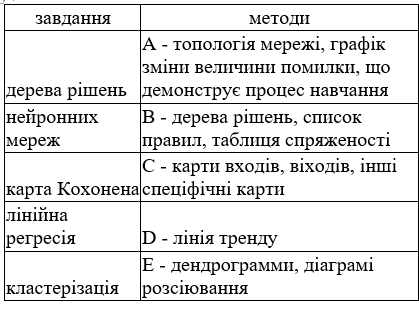 завдання методи
А - топологія мережі, графік
зміни величини помилки, що
дерева рішень демонструє процес навчання
нейронних В - дерева рішень, список
мереж правил, таблиця спряженості
С - карти входів, віходів, інші
карта Кохонена специфічні карти
лінійна
регресія D - лінія тренду
Е - дендрограмми, діаграмі
кластерізація розсіювання